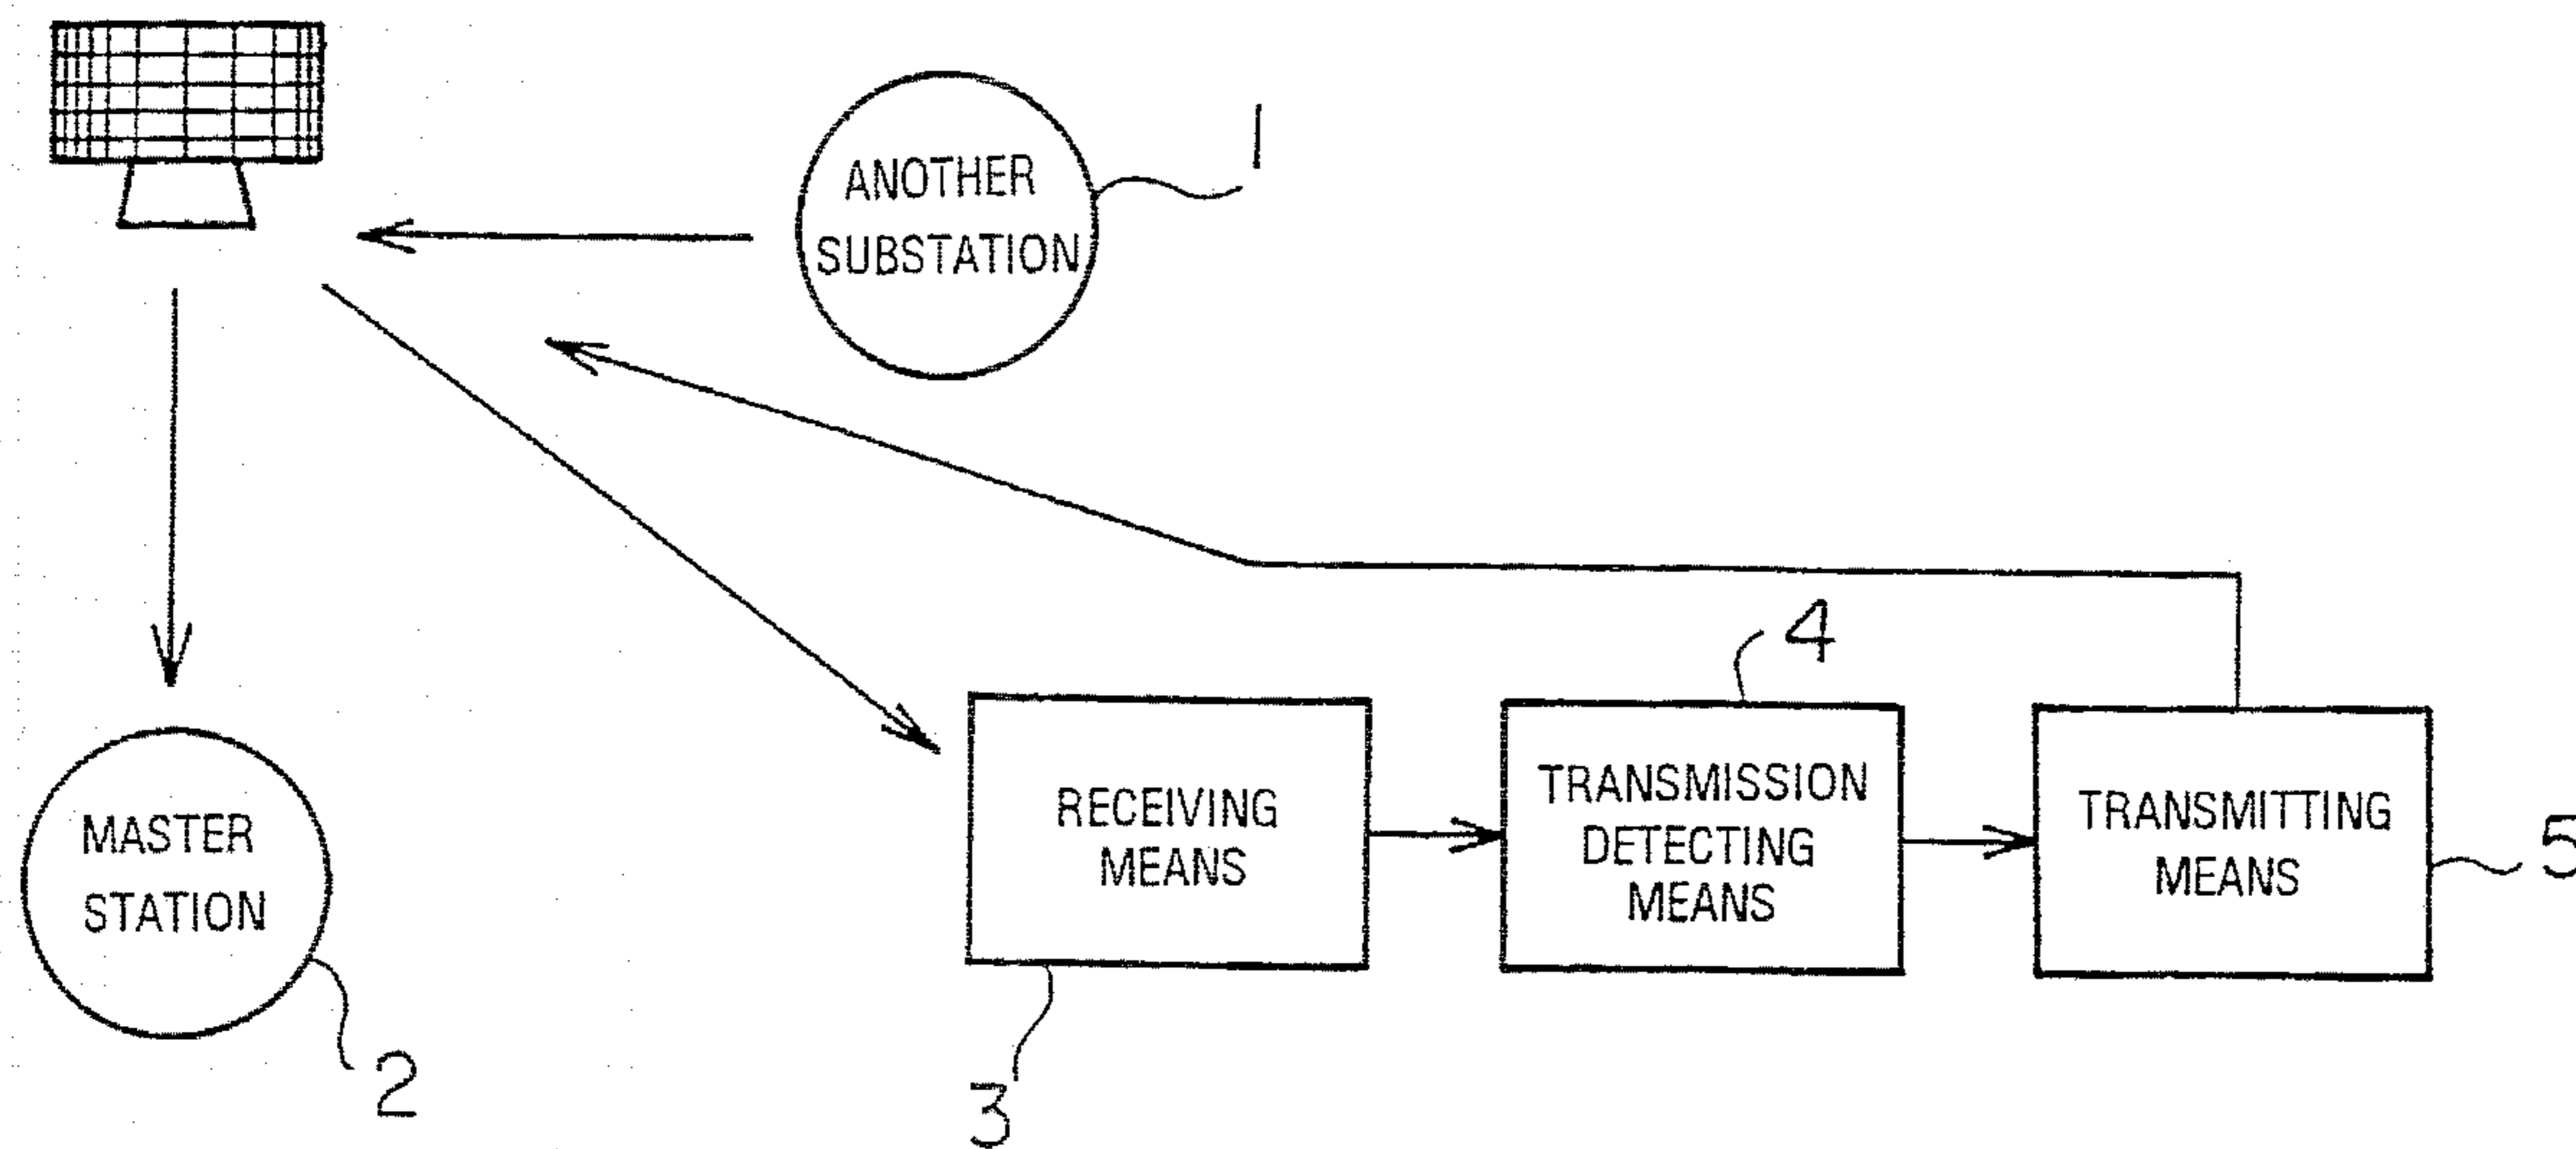 ANOTHER
SUBSTATION
1
MASTER
STATION
2
RECEIVING
MEANS
3
TRANSMISSION
DETECTING
MEANS
4
TRANSMITTING
MEANS
5